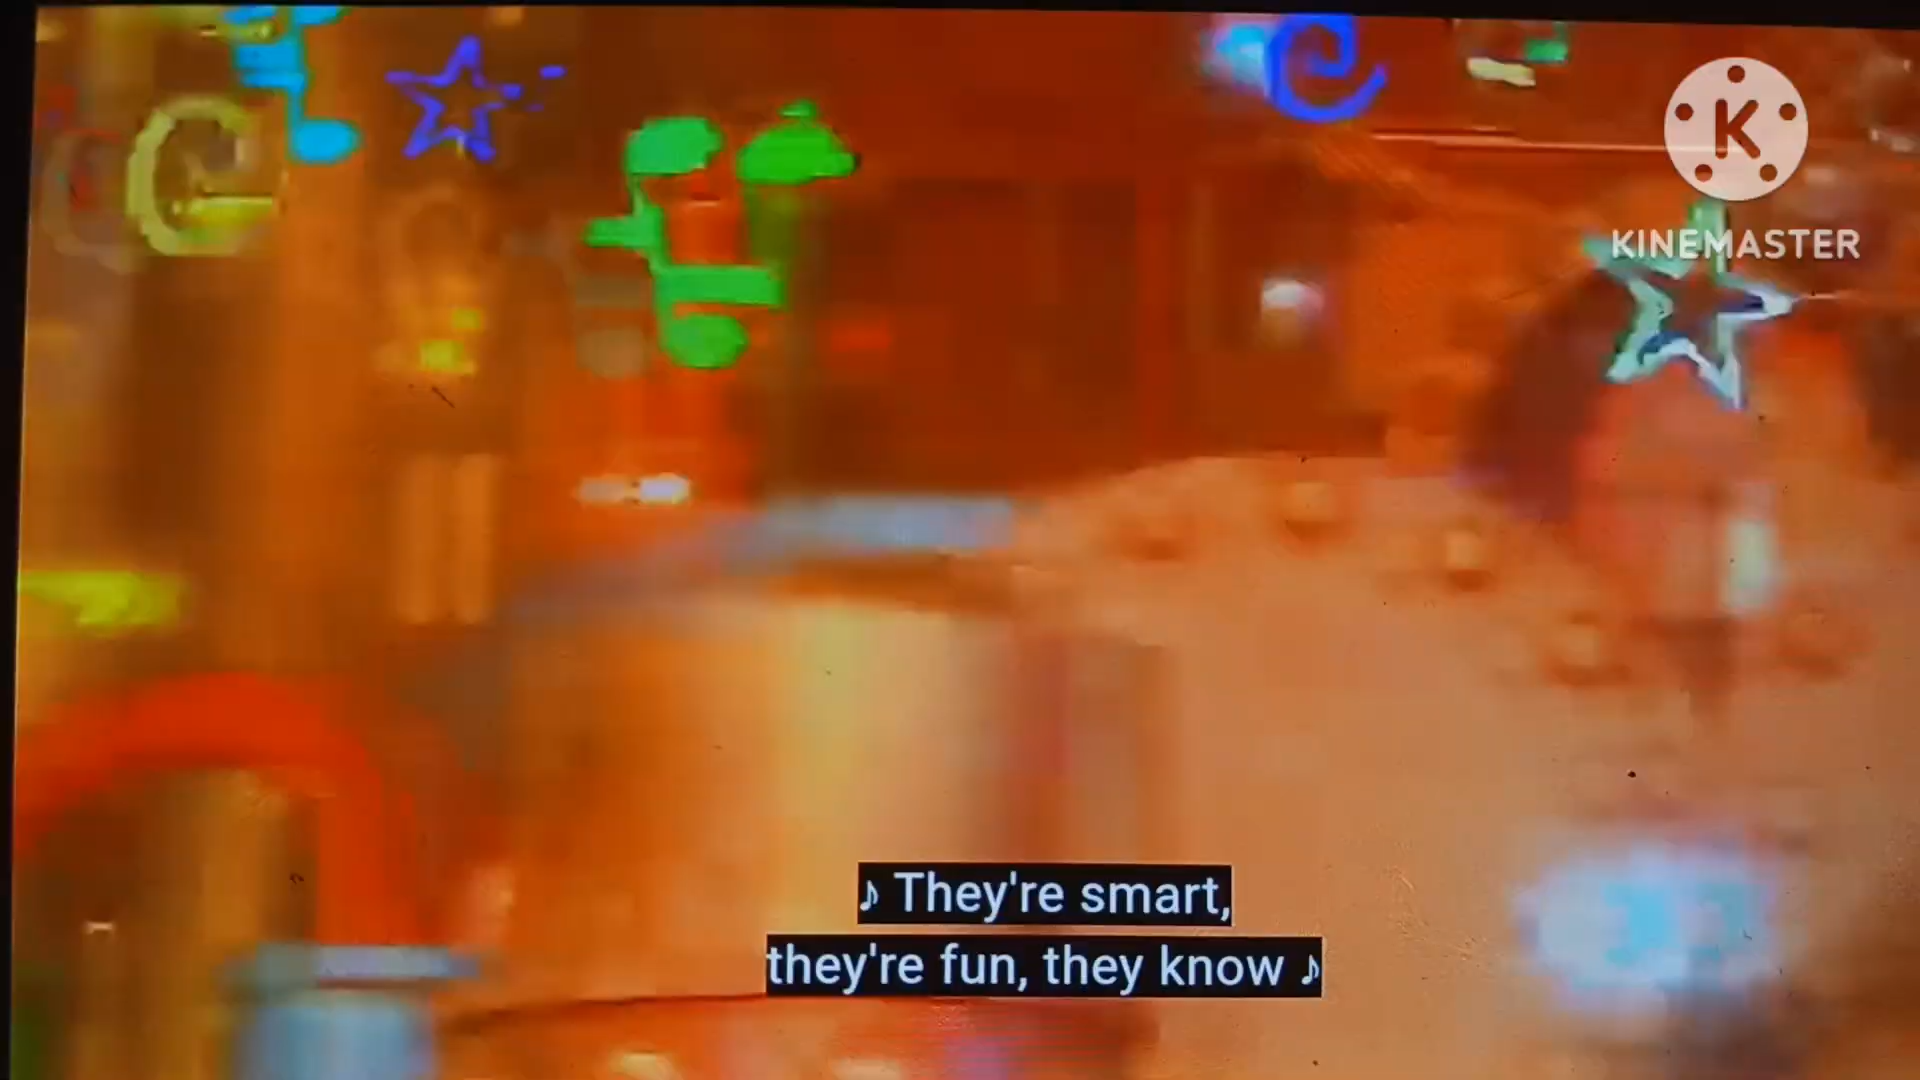 K
KINEMASTER
♪ They're smart,
they're fun, they know ♪